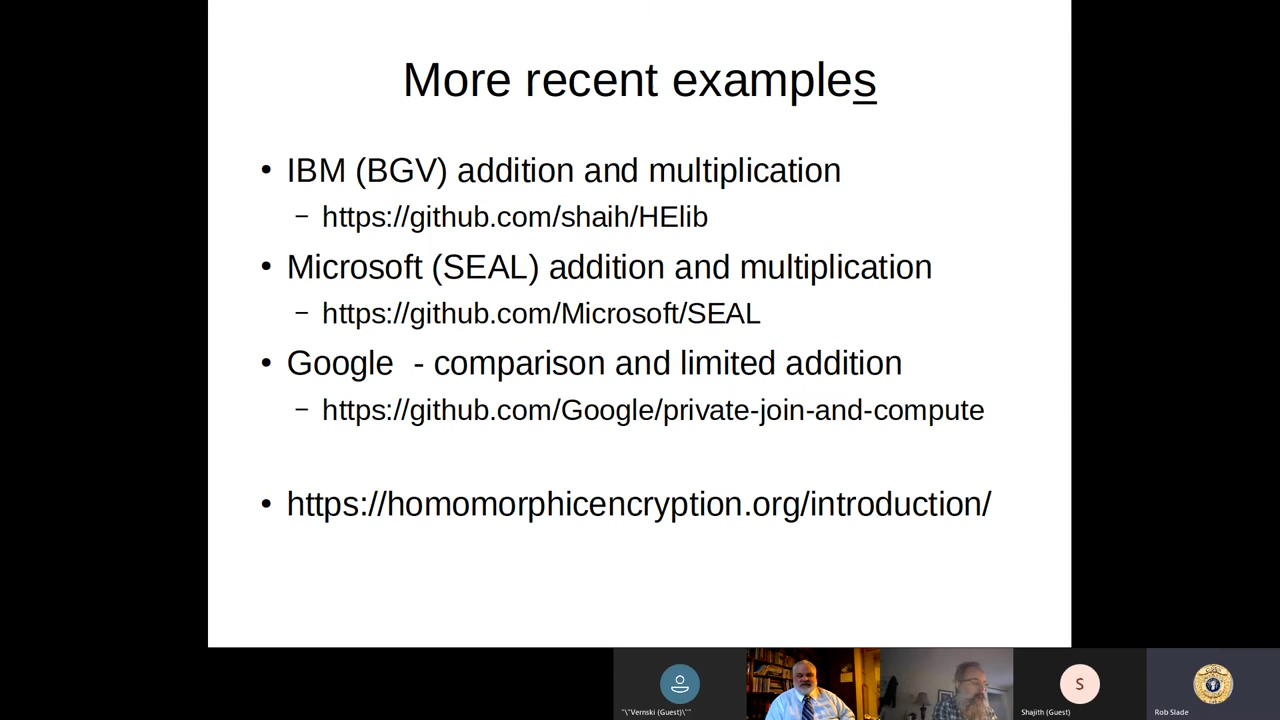 More recent examples
• IBM (BGV) addition and multiplication
– https://github.com/shaih/HElib
• Microsoft (SEAL) addition and multiplication
– https://github.com/Microsoft/SEAL
• Google  - comparison and limited addition
– https://github.com/Google/private-join-and-compute
• https://homomorphicencryption.org/introduction/
S
"\"Vernski (Guest)\""
Shajith (Guest)
Rob Slade